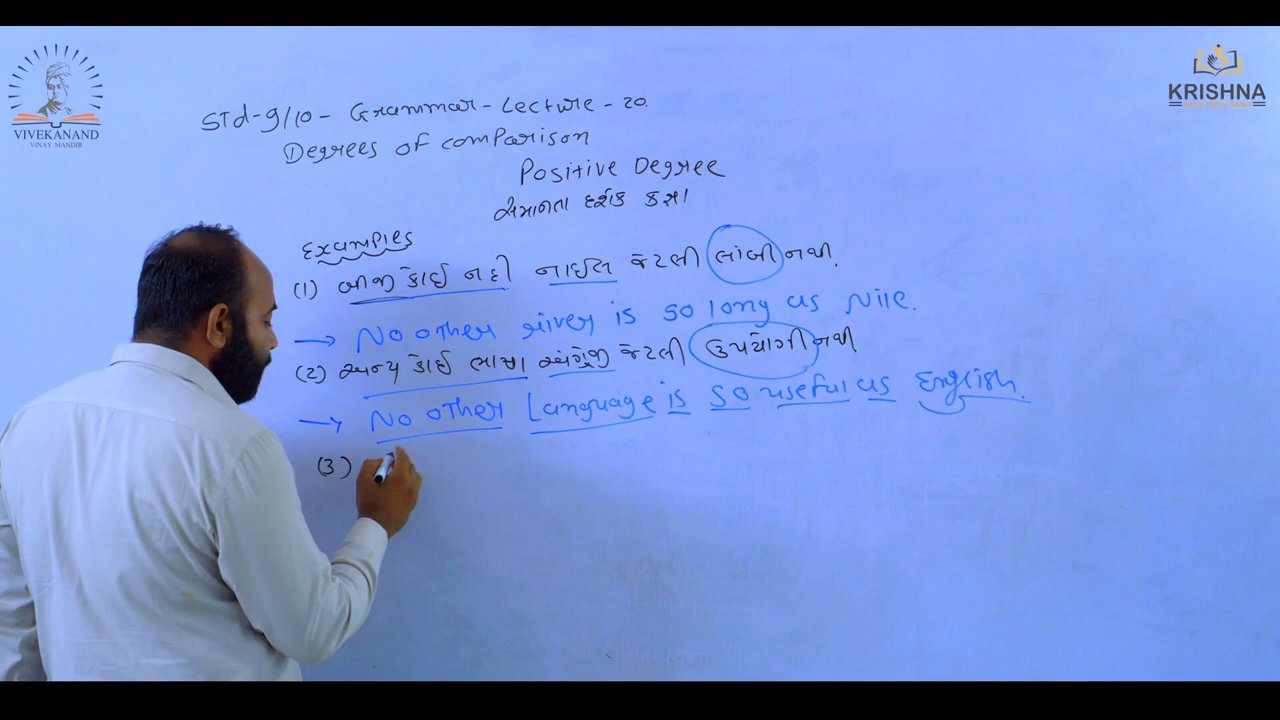 VIVEKANAND
VINAY MANDIR
KRISHNA
Std-9/10 - Grammar - Lecture - 20.
Degrees of comparison
Positive Degree
સમાનતા દર્શક કક્ષા
Examples
(1) બીજી કોઈ નદી નાઈલ જેટલી લાંબી નથી.
→ No other river is so long as Nile.
(2) અન્ય કોઈ ભાષા અંગ્રેજી જેટલી ઉપયોગી નથી
→ No other Language is so useful as English.
(3)